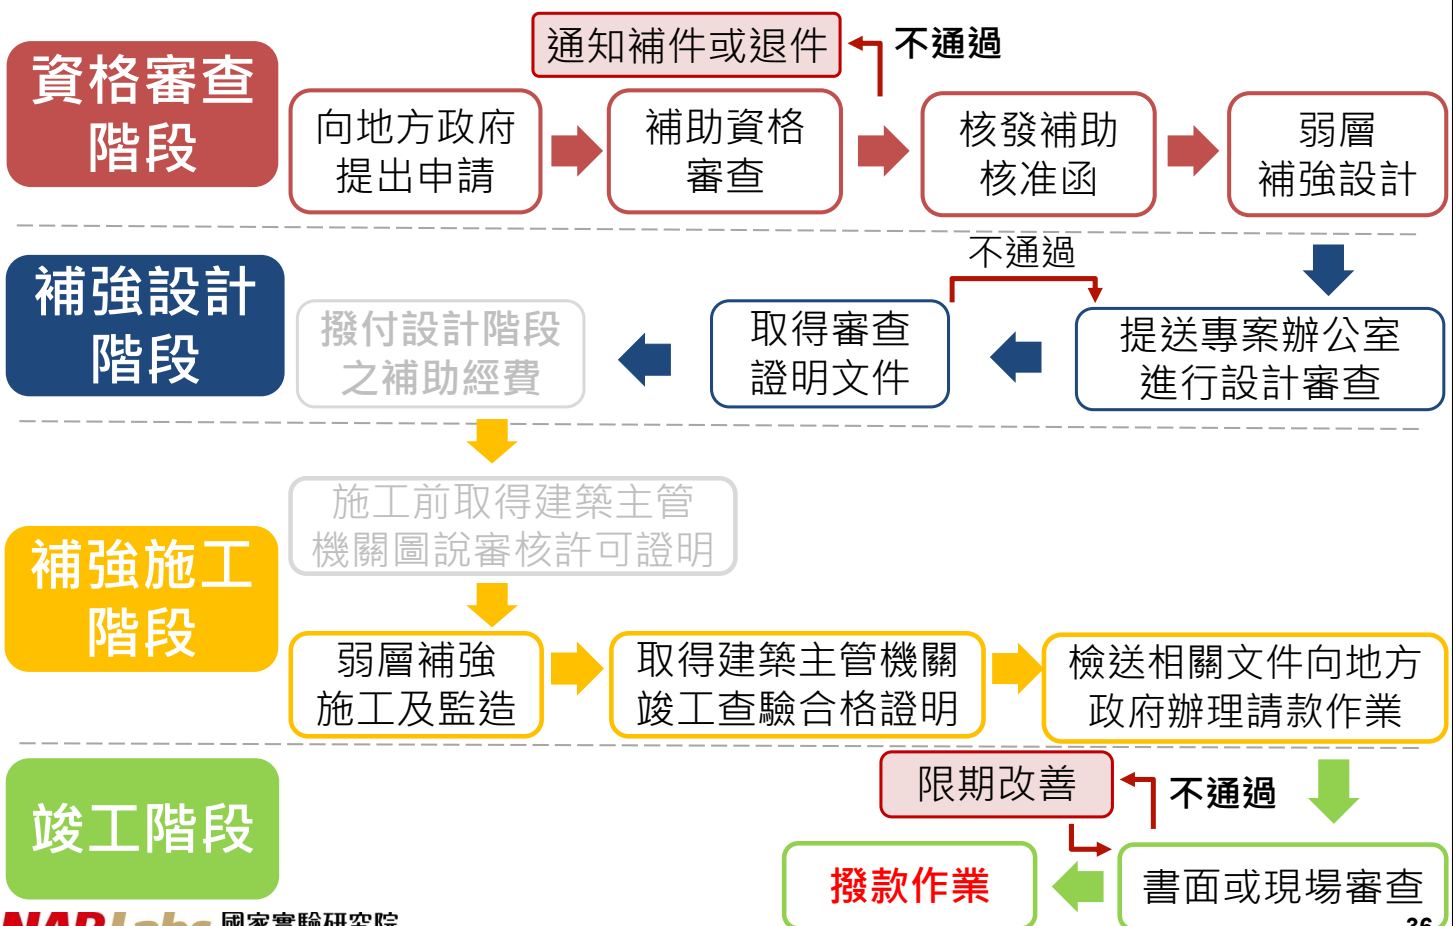 通知補件或退件
不通過
資格審查
階段
向地方政府
提出申請
補助資格
審查
核發補助
核准函
弱層
補強設計
不通過
補強設計
階段
撥付設計階段
之補助經費
取得審查
證明文件
提送專案辦公室
進行設計審查
施工前取得建築主管
機關圖說審核許可證明
補強施工
階段
弱層補強
施工及監造
取得建築主管機關
竣工查驗合格證明
檢送相關文件向地方
政府辦理請款作業
限期改善
不通過
竣工階段
撥款作業
書面或現場審查
NARLabs 國家實驗研究院
36